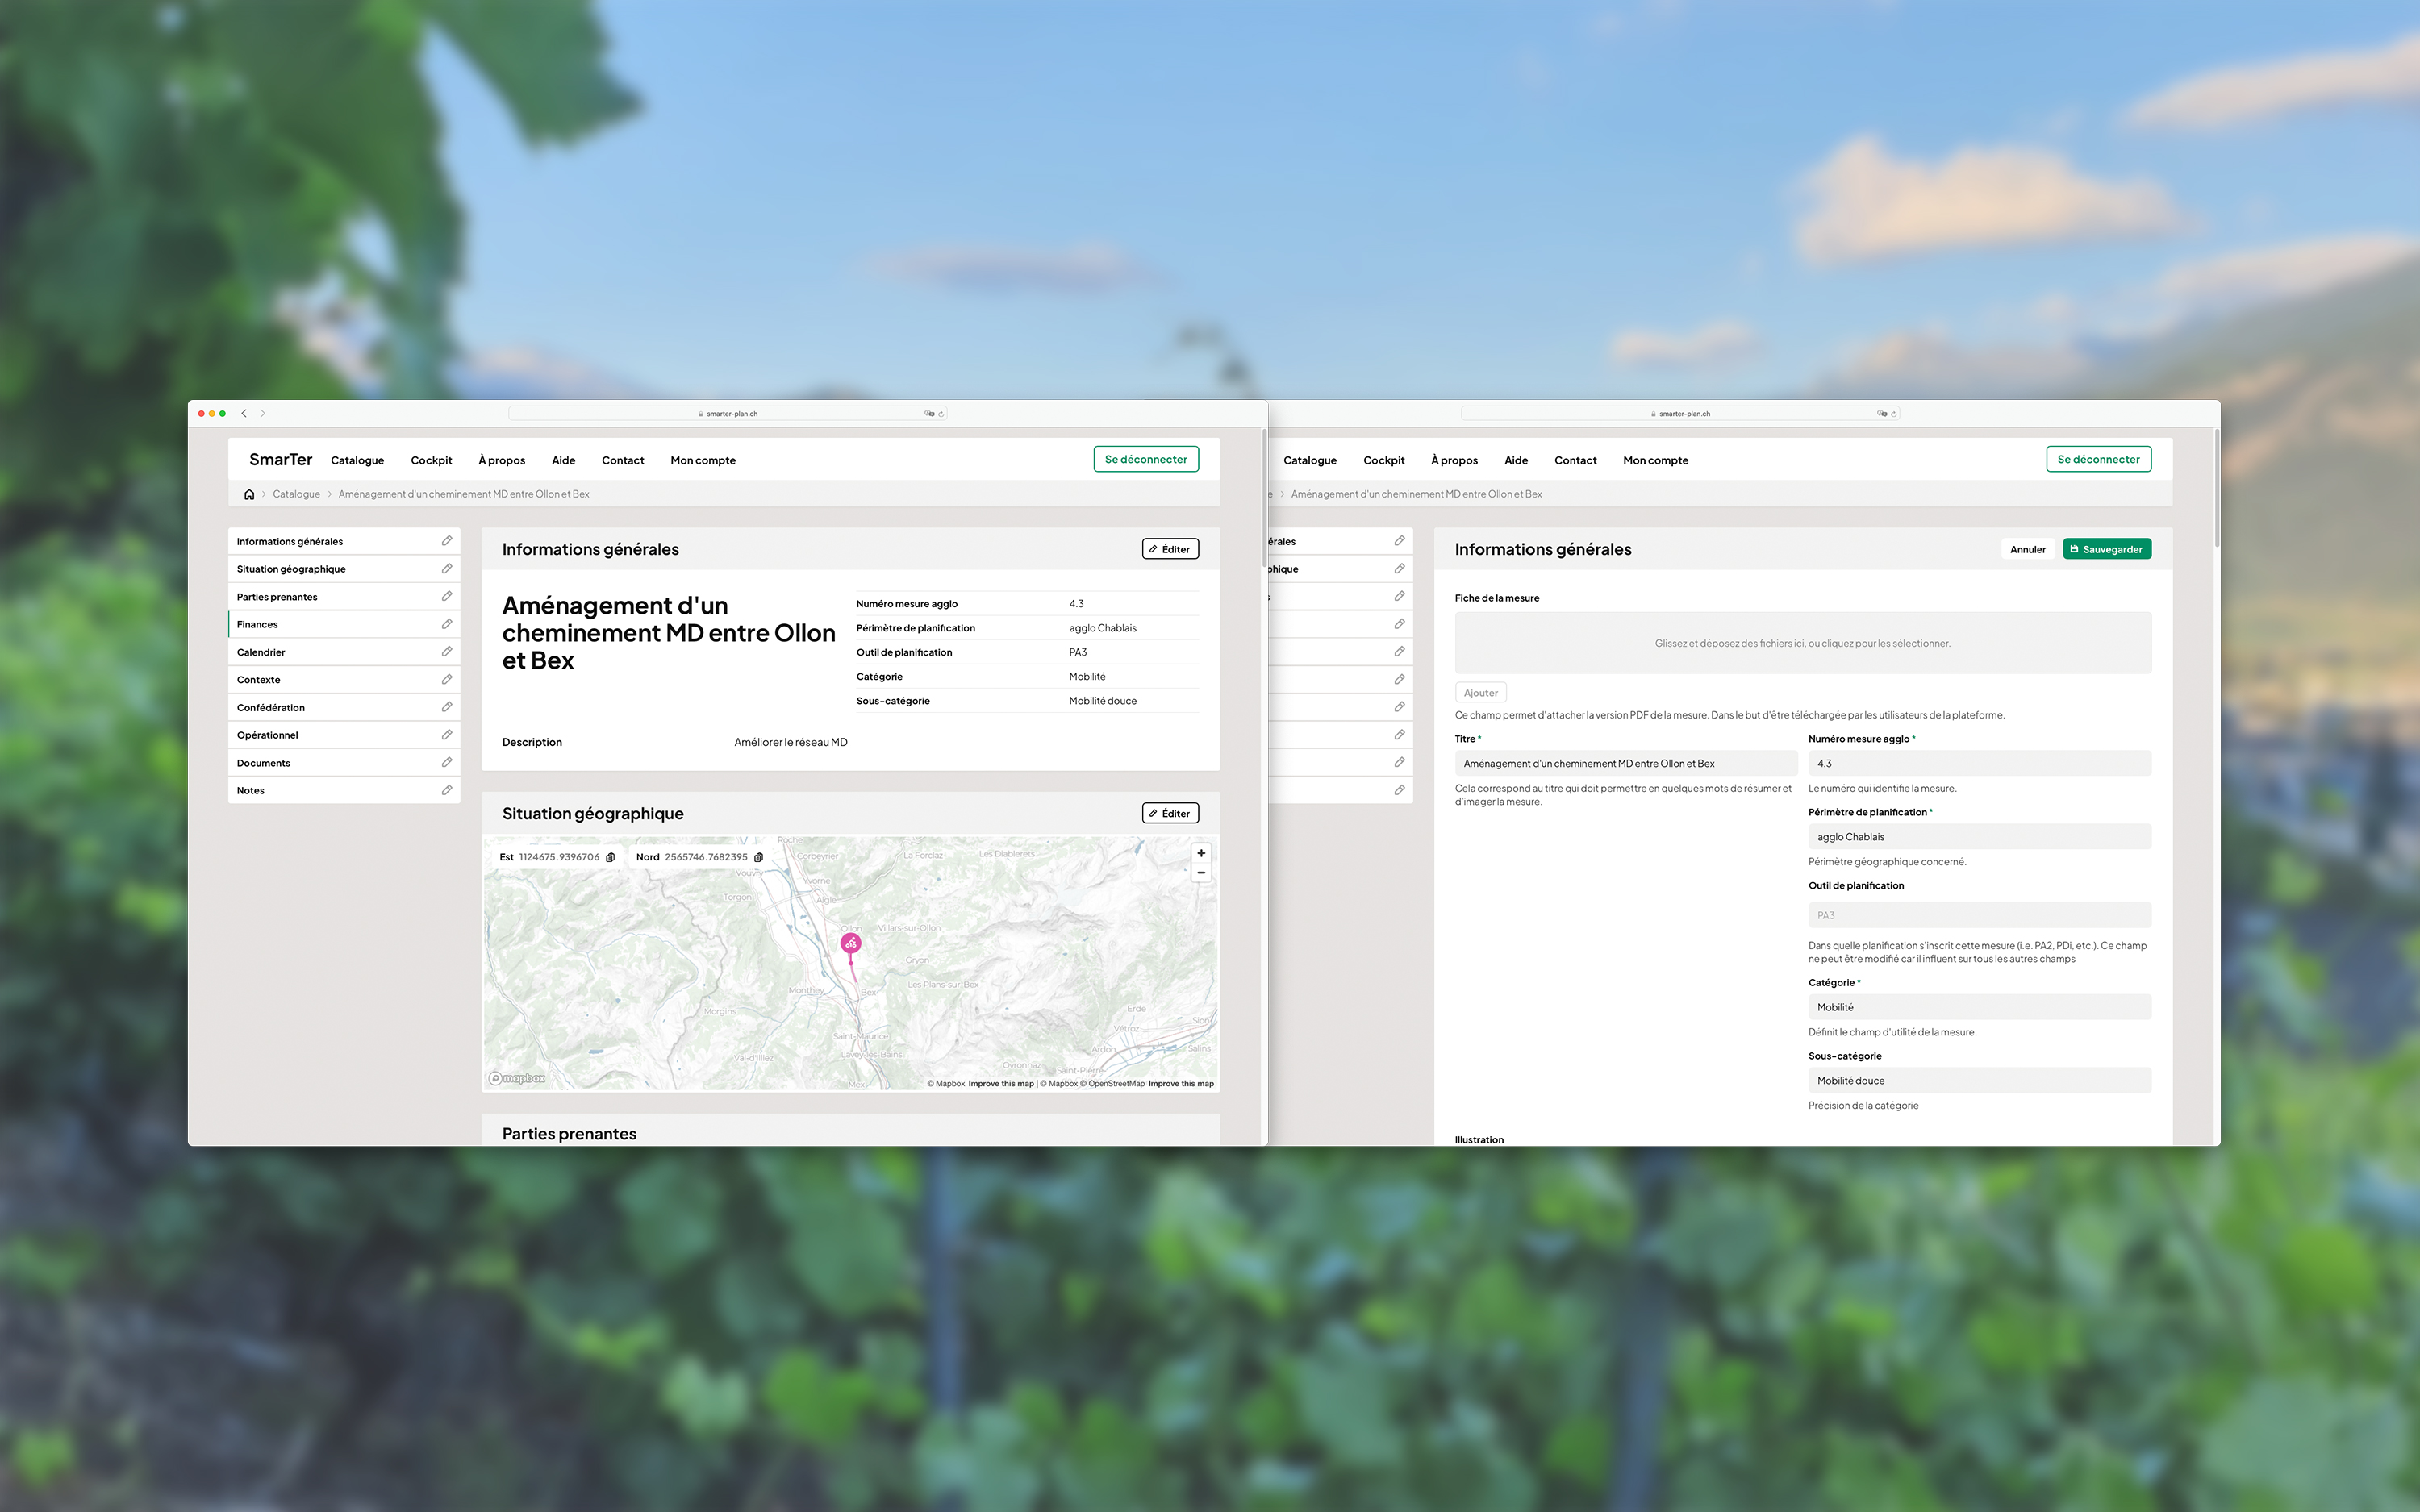 smarter-plan.ch
SmarTer Catalogue Cockpit À propos Aide Contact Mon compte Se déconnecter
Catalogue Aménagement d'un cheminement MD entre Ollon et Bex
Informations générales
Situation géographique
Parties prenantes
Finances
Calendrier
Contexte
Confédération
Opérationnel
Documents
Notes
Informations générales Éditer
Aménagement d'un
cheminement MD entre Ollon
et Bex
Numéro mesure agglo 4.3
Périmètre de planification agglo Chablais
Outil de planification PA3
Catégorie Mobilité
Sous-catégorie Mobilité douce
Description Améliorer le réseau MD
Situation géographique Éditer
Est 1124675.9396706 Nord 2565746.7682395
Roche
Corbeyrier
La Forclaz
Les Diablerets
Vouvry
Yvorne
Torgon
Aigle
Ollon
Villars-sur-Ollon
Gryon
Les Plans-sur-Bex
Monthey
Bex
Morgins
Erde
Vétroz
Sion
Saint-Maurice
Val-d'Illiez
Lavey-les-Bains
Ardon
Salins
Ovronnaz
Saint-Pierre-
Mex
mapbox
© Mapbox Improve this map | © Mapbox © OpenStreetMap Improve this map
Parties prenantes
smarter-plan.ch
Catalogue Cockpit À propos Aide Contact Mon compte Se déconnecter
e Aménagement d'un cheminement MD entre Ollon et Bex
érales
phique
s
Informations générales Annuler Sauvegarder
Fiche de la mesure
Glissez et déposez des fichiers ici, ou cliquez pour les sélectionner.
Ajouter
Ce champ permet d'attacher la version PDF de la mesure. Dans le but d'être téléchargée par les utilisateurs de la plateforme.
Titre *
Aménagement d'un cheminement MD entre Ollon et Bex
Cela correspond au titre qui doit permettre en quelques mots de résumer et
d'imager la mesure.
Numéro mesure agglo *
4.3
Le numéro qui identifie la mesure.
Périmètre de planification *
agglo Chablais
Périmètre géographique concerné.
Outil de planification
PA3
Dans quelle planification s'inscrit cette mesure (i.e. PA2, PDi, etc.). Ce champ
ne peut être modifié car il influent sur tous les autres champs
Catégorie *
Mobilité
Définit le champ d'utilité de la mesure.
Sous-catégorie
Mobilité douce
Précision de la catégorie
Illustration